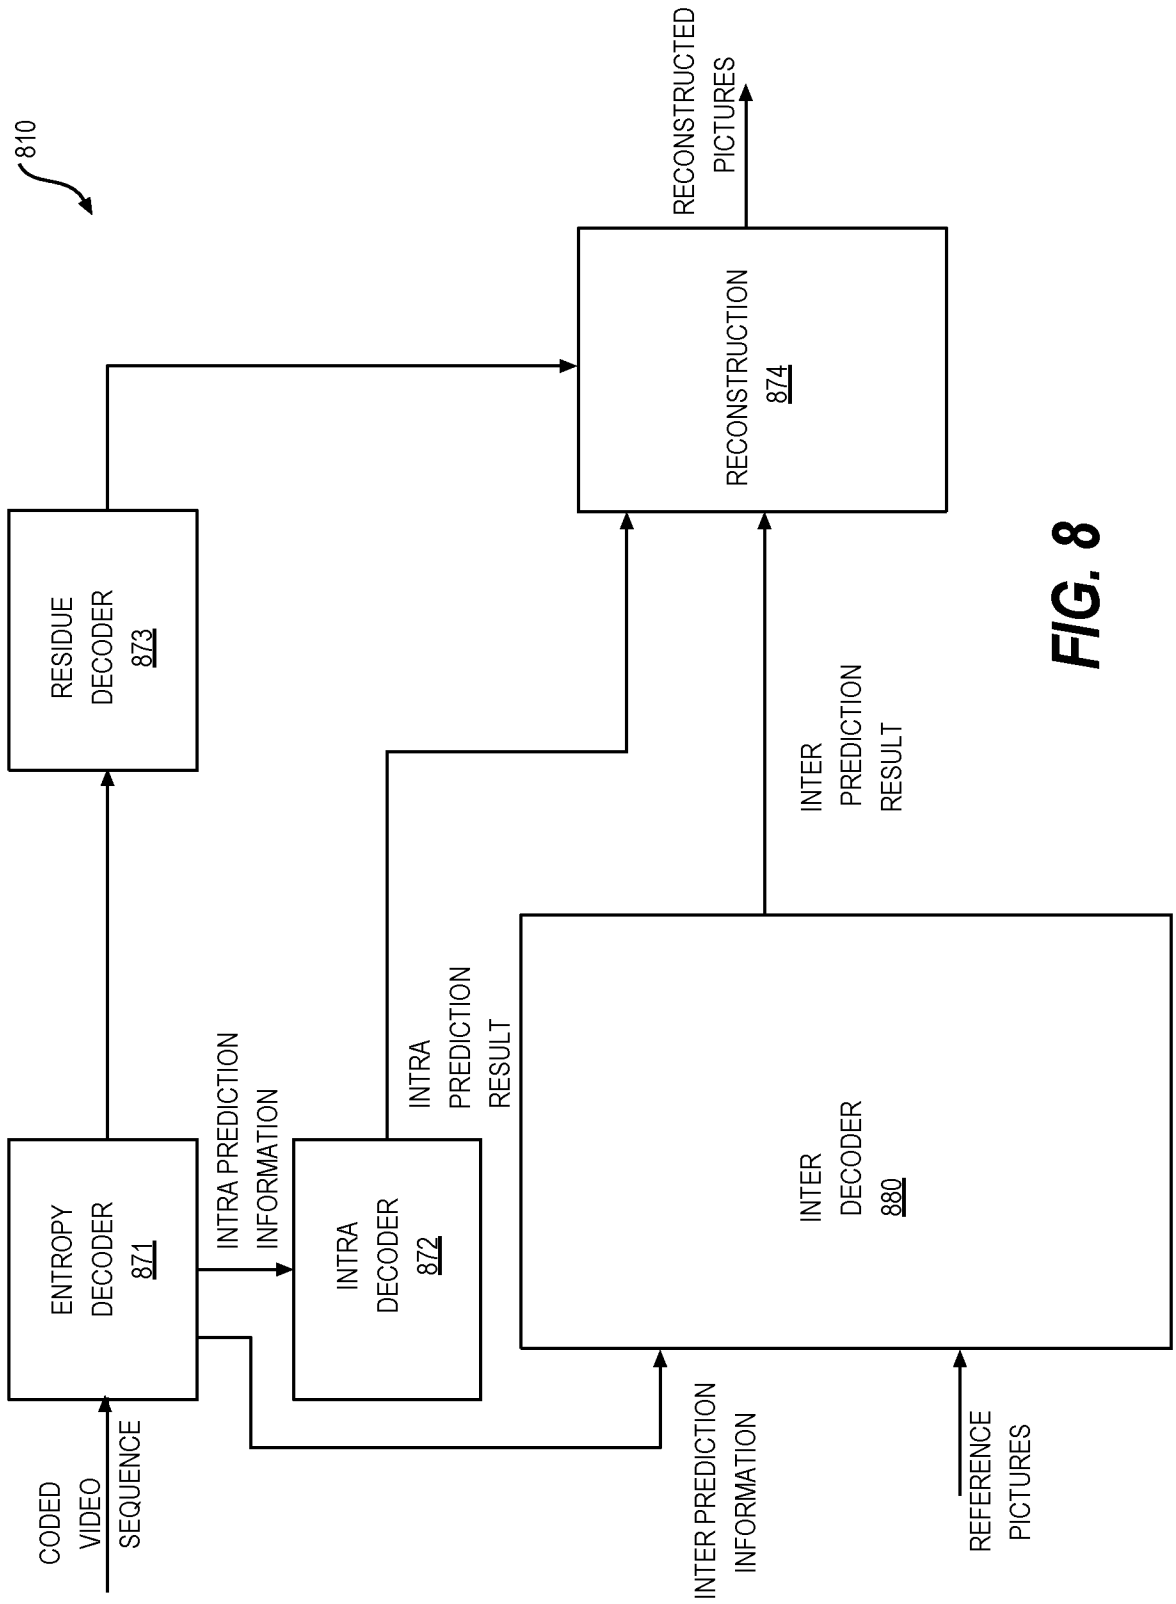 810
CODED
VIDEO
SEQUENCE
ENTROPY
DECODER
871
RESIDUE
DECODER
873
INTRA PREDICTION
INFORMATION
INTRA
DECODER
872
INTRA
PREDICTION
RESULT
RECONSTRUCTED
PICTURES
RECONSTRUCTION
874
INTER PREDICTION
INFORMATION
INTER
DECODER
880
INTER
PREDICTION
RESULT
REFERENCE
PICTURES
FIG. 8